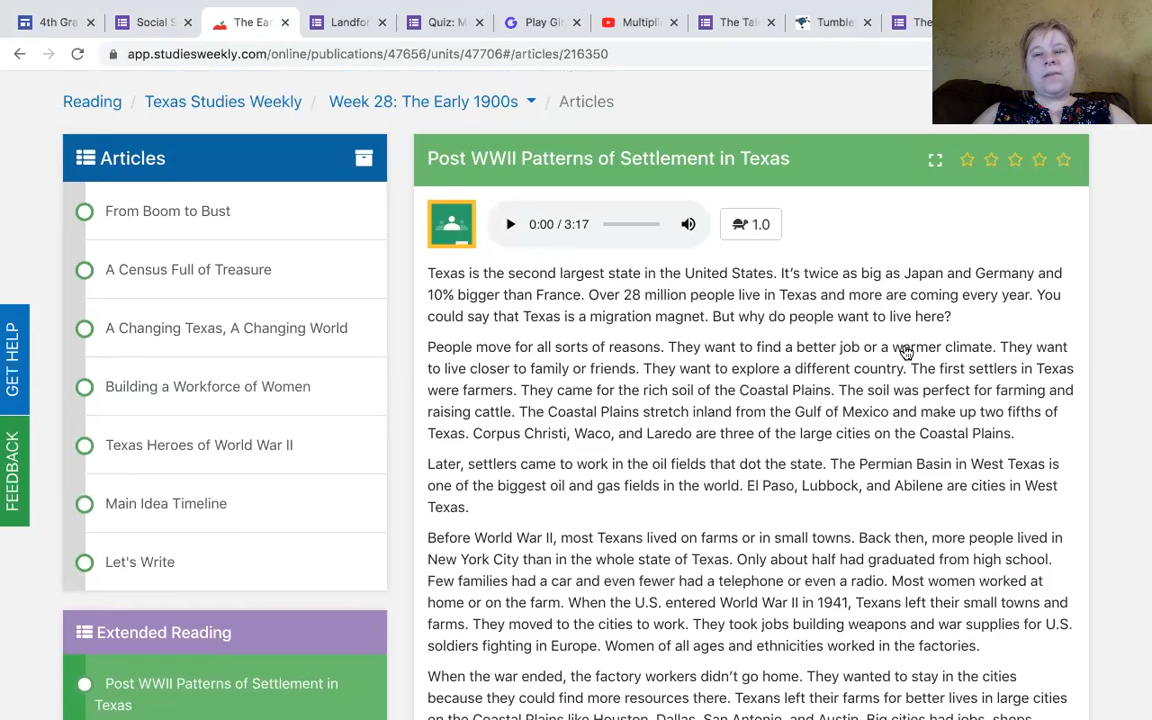 4th Gra
Social S
The Ear
Landfor
Quiz: M
Play Gi
Multipl
The Tal
Tumble
The
app.studiesweekly.com/online/publications/47656/units/47706#/articles/216350
Reading / Texas Studies Weekly / Week 28: The Early 1900s / Articles
Articles
From Boom to Bust
A Census Full of Treasure
A Changing Texas, A Changing World
Building a Workforce of Women
Texas Heroes of World War II
Main Idea Timeline
Let's Write
Extended Reading
Post WWII Patterns of Settlement in
Texas
GET HELP
FEEDBACK
Post WWII Patterns of Settlement in Texas
0:00 / 3:17
1.0
Texas is the second largest state in the United States. It's twice as big as Japan and Germany and
10% bigger than France. Over 28 million people live in Texas and more are coming every year. You
could say that Texas is a migration magnet. But why do people want to live here?
People move for all sorts of reasons. They want to find a better job or a warmer climate. They want
to live closer to family or friends. They want to explore a different country. The first settlers in Texas
were farmers. They came for the rich soil of the Coastal Plains. The soil was perfect for farming and
raising cattle. The Coastal Plains stretch inland from the Gulf of Mexico and make up two fifths of
Texas. Corpus Christi, Waco, and Laredo are three of the large cities on the Coastal Plains.
Later, settlers came to work in the oil fields that dot the state. The Permian Basin in West Texas is
one of the biggest oil and gas fields in the world. El Paso, Lubbock, and Abilene are cities in West
Texas.
Before World War II, most Texans lived on farms or in small towns. Back then, more people lived in
New York City than in the whole state of Texas. Only about half had graduated from high school.
Few families had a car and even fewer had a telephone or even a radio. Most women worked at
home or on the farm. When the U.S. entered World War II in 1941, Texans left their small towns and
farms. They moved to the cities to work. They took jobs building weapons and war supplies for U.S.
soldiers fighting in Europe. Women of all ages and ethnicities worked in the factories.
When the war ended, the factory workers didn't go home. They wanted to stay in the cities
because they could find more resources there. Texans left their farms for better lives in large cities
on the Coastal Plains like Houston, Dallas, San Antonio, and Austin. Big cities had jobs, shops,